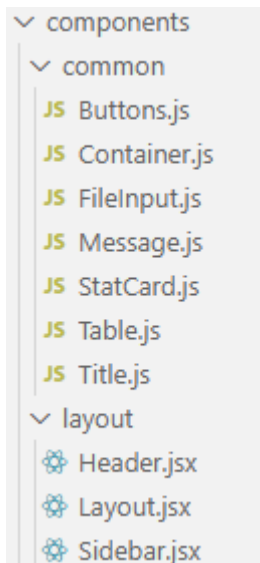 components
common
JS Buttons.js
JS Container.js
JS FileInput.js
JS Message.js
JS StatCard.js
JS Table.js
JS Title.js
layout
Header.jsx
Layout.jsx
Sidebar.jsx